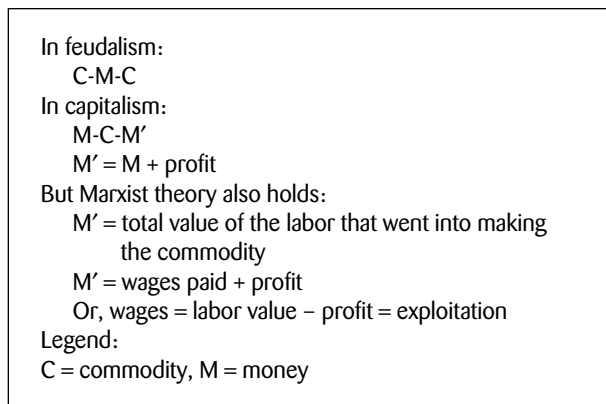 In feudalism:
C-M-C
In capitalism:
M-C-M′
M′ = M + profit
But Marxist theory also holds:
M′ = total value of the labor that went into making
the commodity
M′ = wages paid + profit
Or, wages = labor value – profit = exploitation
Legend:
C = commodity, M = money